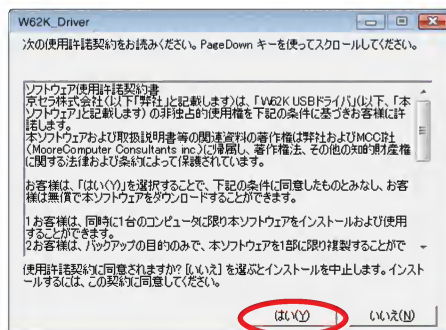 W62K_Driver
次の使用許諾契約をお読みください。PageDown キーを使ってスクロールしてください。
ソフトウェア使用許諾契約書
京セラ株式会社(以下「弊社」と記載します)は、「W62K USBドライバ」(以下、「本
ソフトウェア」と記載します) の非独占的使用権を下記の条件に基づきお客様に許
諾します。
本ソフトウェアおよび取扱説明書等の関連資料の著作権は弊社およびMCCI社
(MooreComputer Consultants inc.)に帰属し、著作権法、その他の知的財産権
に関する法律および条約によって保護されています。
お客様は、「はい(Y)」を選択することで、下記の条件に同意したものとみなし、お客
様は無償で本ソフトウェアをダウンロードすることができます。
1お客様は、同時に1台のコンピュータに限り本ソフトウェアをインストールおよび使用
することができます。
2お客様は、バックアップの目的のみで、本ソフトウェアを1部に限り複製することがで
使用許諾契約に同意されますか? [いいえ] を選ぶとインストールを中止します。インスト
ールするには、この契約に同意してください。
はい(Y) いいえ(N)